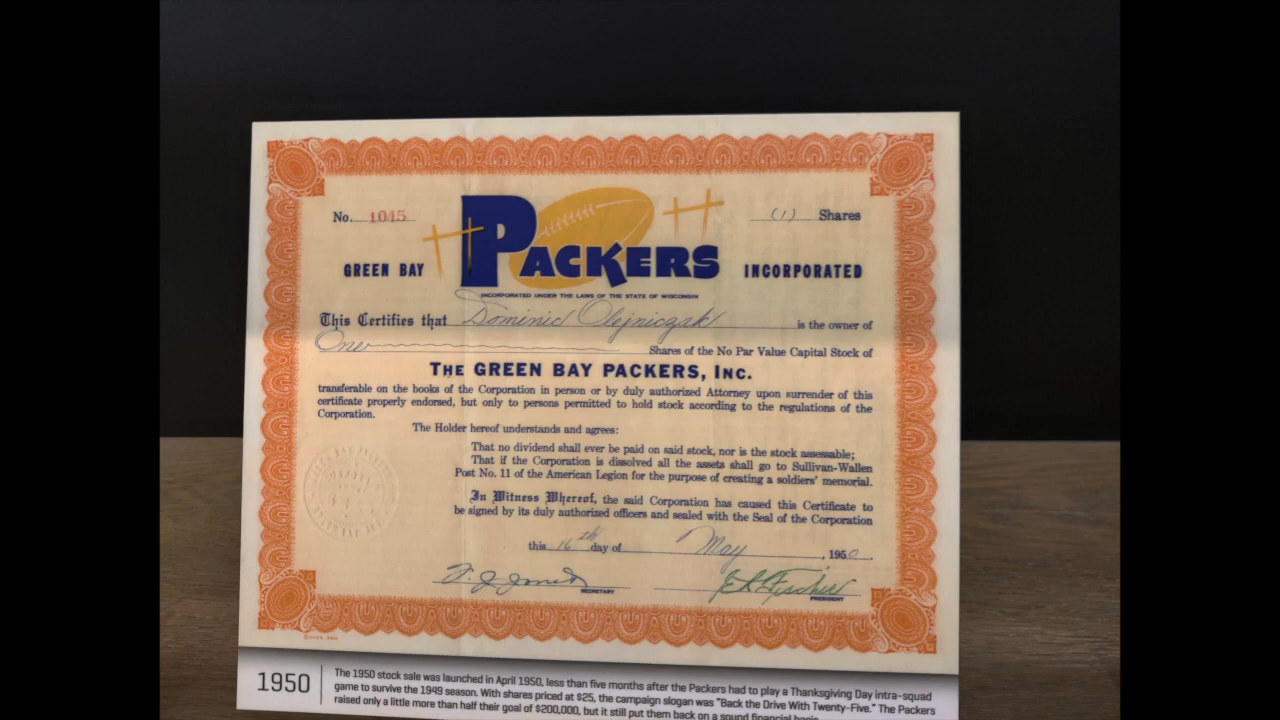 No. 1045
(1) Shares
PACKERS
GREEN BAY
INCORPORATED
INCORPORATED UNDER THE LAWS OF THE STATE OF WISCONSIN
This Certifies that Dominic Olejniczak is the owner of
One Shares of the No Par Value Capital Stock of
THE GREEN BAY PACKERS, INC.
transferable on the books of the Corporation in person or by duly authorized Attorney upon surrender of this
certificate properly endorsed, but only to persons permitted to hold stock according to the regulations of the
Corporation.
The Holder hereof understands and agrees:
That no dividend shall ever be paid on said stock, nor is the stock assessable;
That if the Corporation is dissolved all the assets shall go to Sullivan-Wallen
Post No. 11 of the American Legion for the purpose of creating a soldiers' memorial.
In Witness Whereof, the said Corporation has caused this Certificate to
be signed by its duly authorized officers and sealed with the Seal of the Corporation
this 16th day of May, 1950.
SECRETARY
PRESIDENT
1950
The 1950 stock sale was launched in April 1950, less than five months after the Packers had to play a Thanksgiving Day intra-squad
game to survive the 1949 season. With shares priced at $25, the campaign slogan was "Back the Drive With Twenty-Five." The Packers
raised only a little more than half their goal of $200,000, but it still put them back on a sound financial basis.